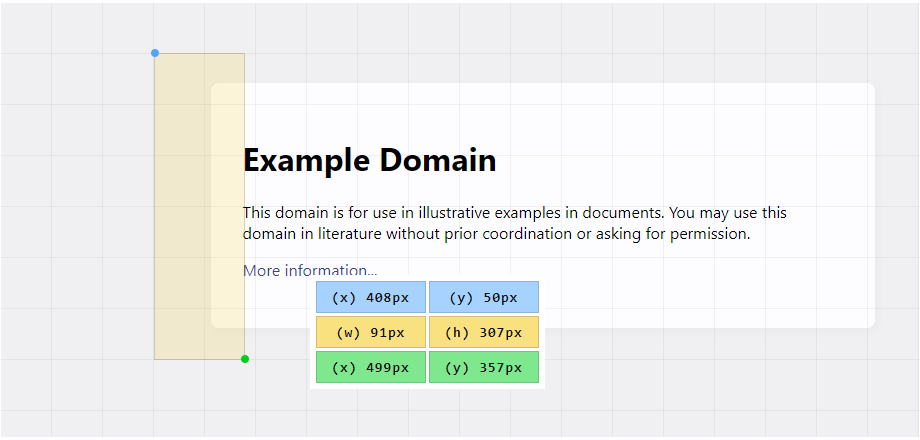 Example Domain
This domain is for use in illustrative examples in documents. You may use this
domain in literature without prior coordination or asking for permission.
More information...
(x) 408px (y) 50px
(w) 91px (h) 307px
(x) 499px (y) 357px